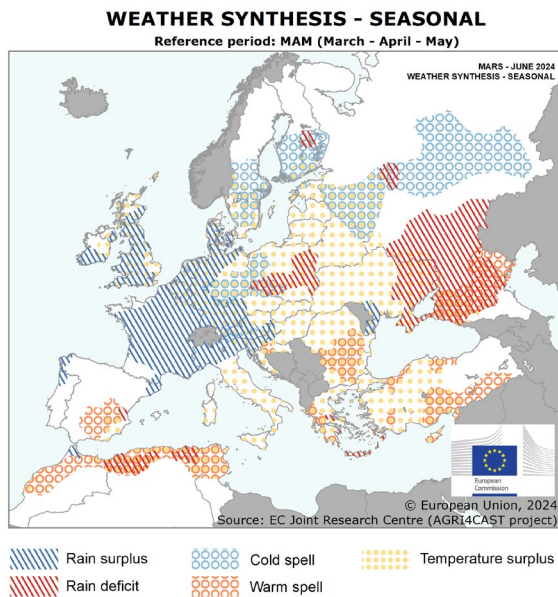 WEATHER SYNTHESIS - SEASONAL
Reference period: MAM (March - April - May)
MARS - JUNE 2024
WEATHER SYNTHESIS - SEASONAL
European
Commission
© European Union, 2024
Source: EC Joint Research Centre (AGRI4CAST project)
Rain surplus
Cold spell
Temperature surplus
Rain deficit
Warm spell